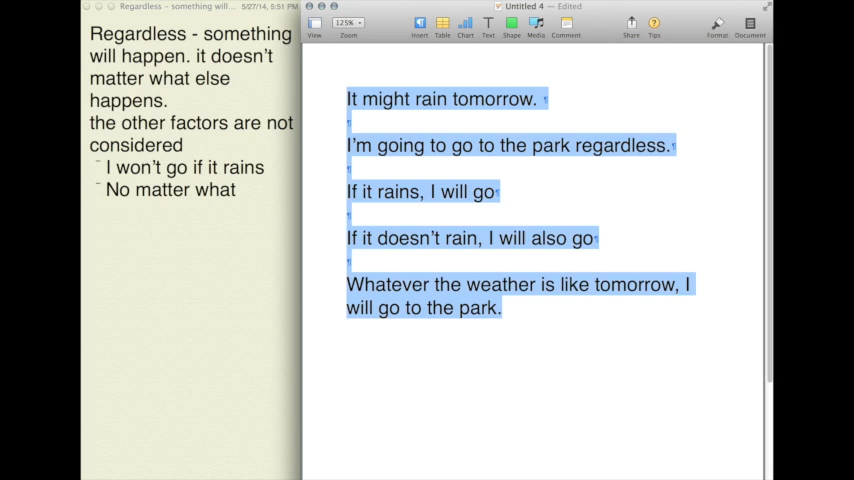 Regardless – something will... 5/27/14, 5:51 PM
Regardless - something
will happen. it doesn't
matter what else
happens.
the other factors are not
considered
- I won't go if it rains
- No matter what
Untitled 4 — Edited
125%
View
Zoom
Insert
Table
Chart
Text
Shape
Media
Comment
Share
Tips
Format
Document
It might rain tomorrow.
I'm going to go to the park regardless.
If it rains, I will go
If it doesn't rain, I will also go
Whatever the weather is like tomorrow, I
will go to the park.